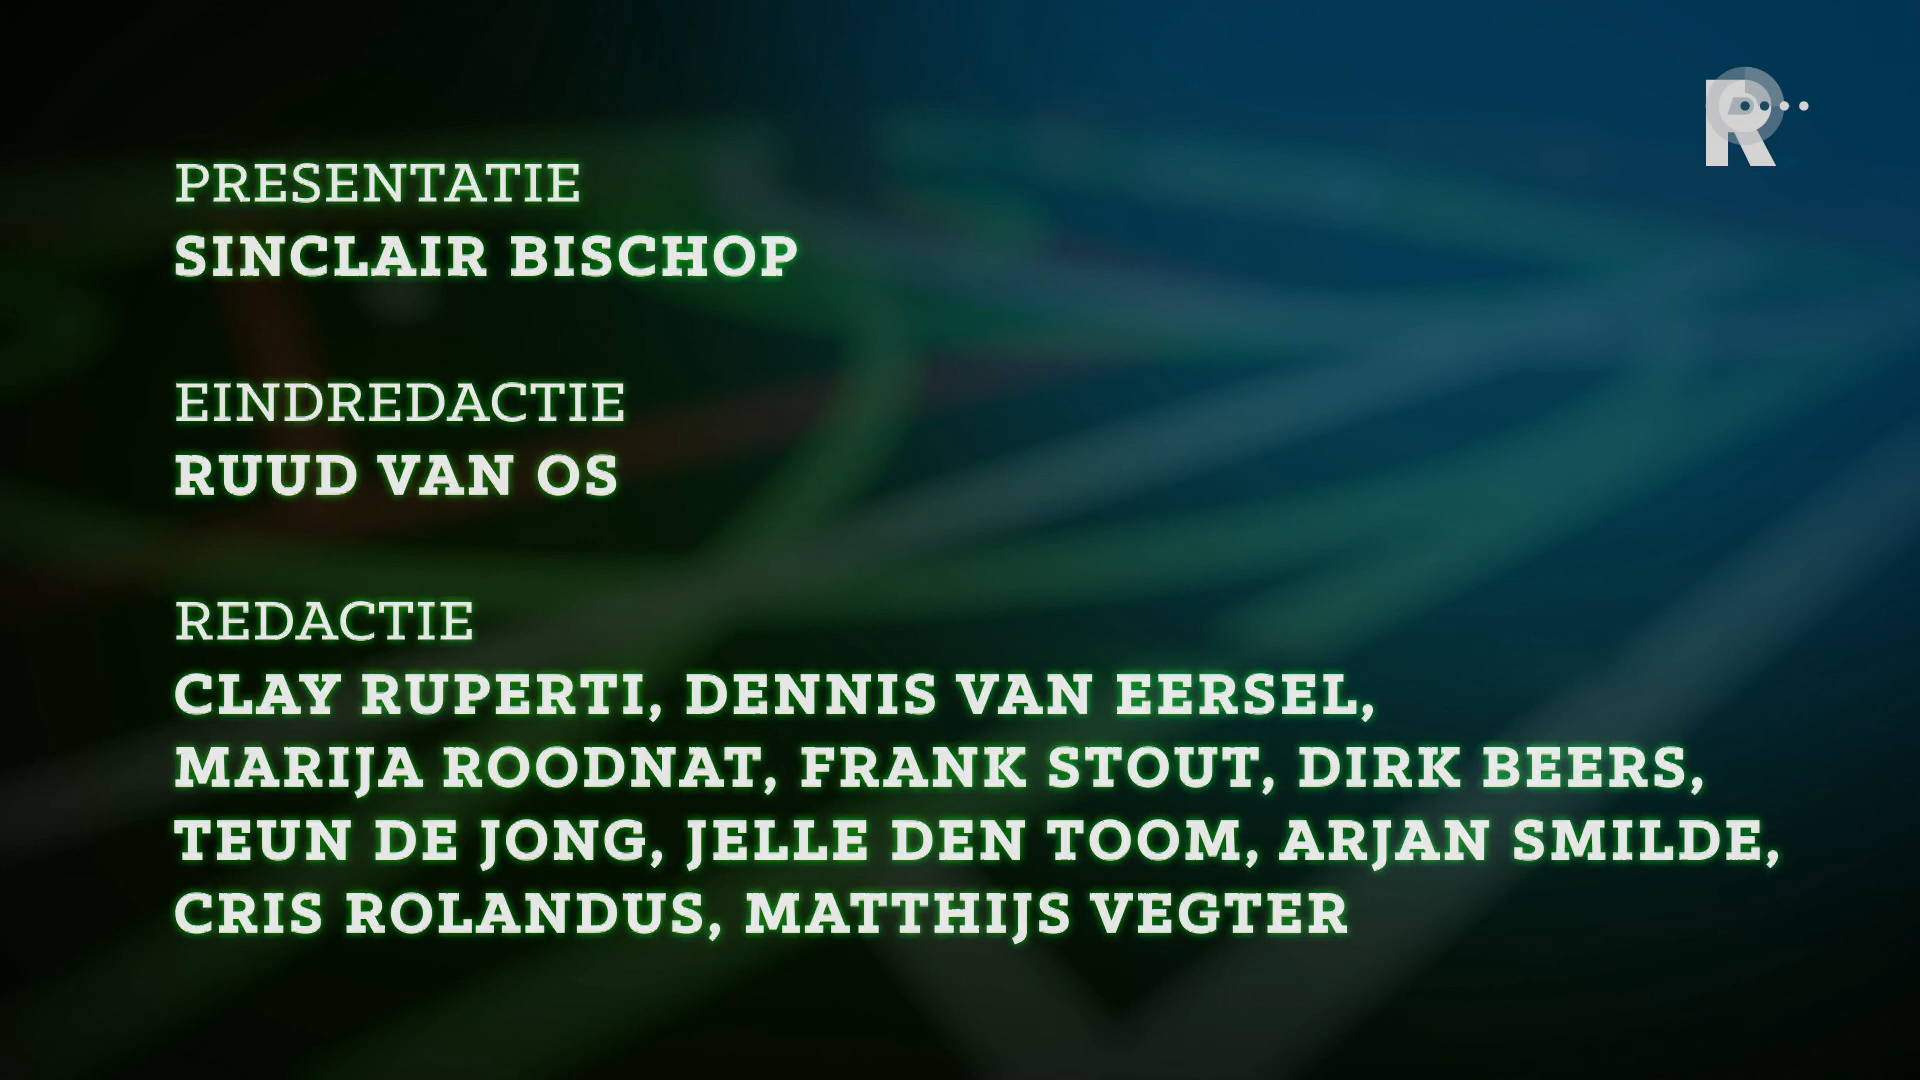 PRESENTATIE
SINCLAIR BISCHOP
EINDREDACTIE
RUUD VAN OS
REDACTIE
CLAY RUPERTI, DENNIS VAN EERSEL,
MARIJA ROODNAT, FRANK STOUT, DIRK BEERS,
TEUN DE JONG, JELLE DEN TOOM, ARJAN SMILDE,
CRIS ROLANDUS, MATTHIJS VEGTER
R